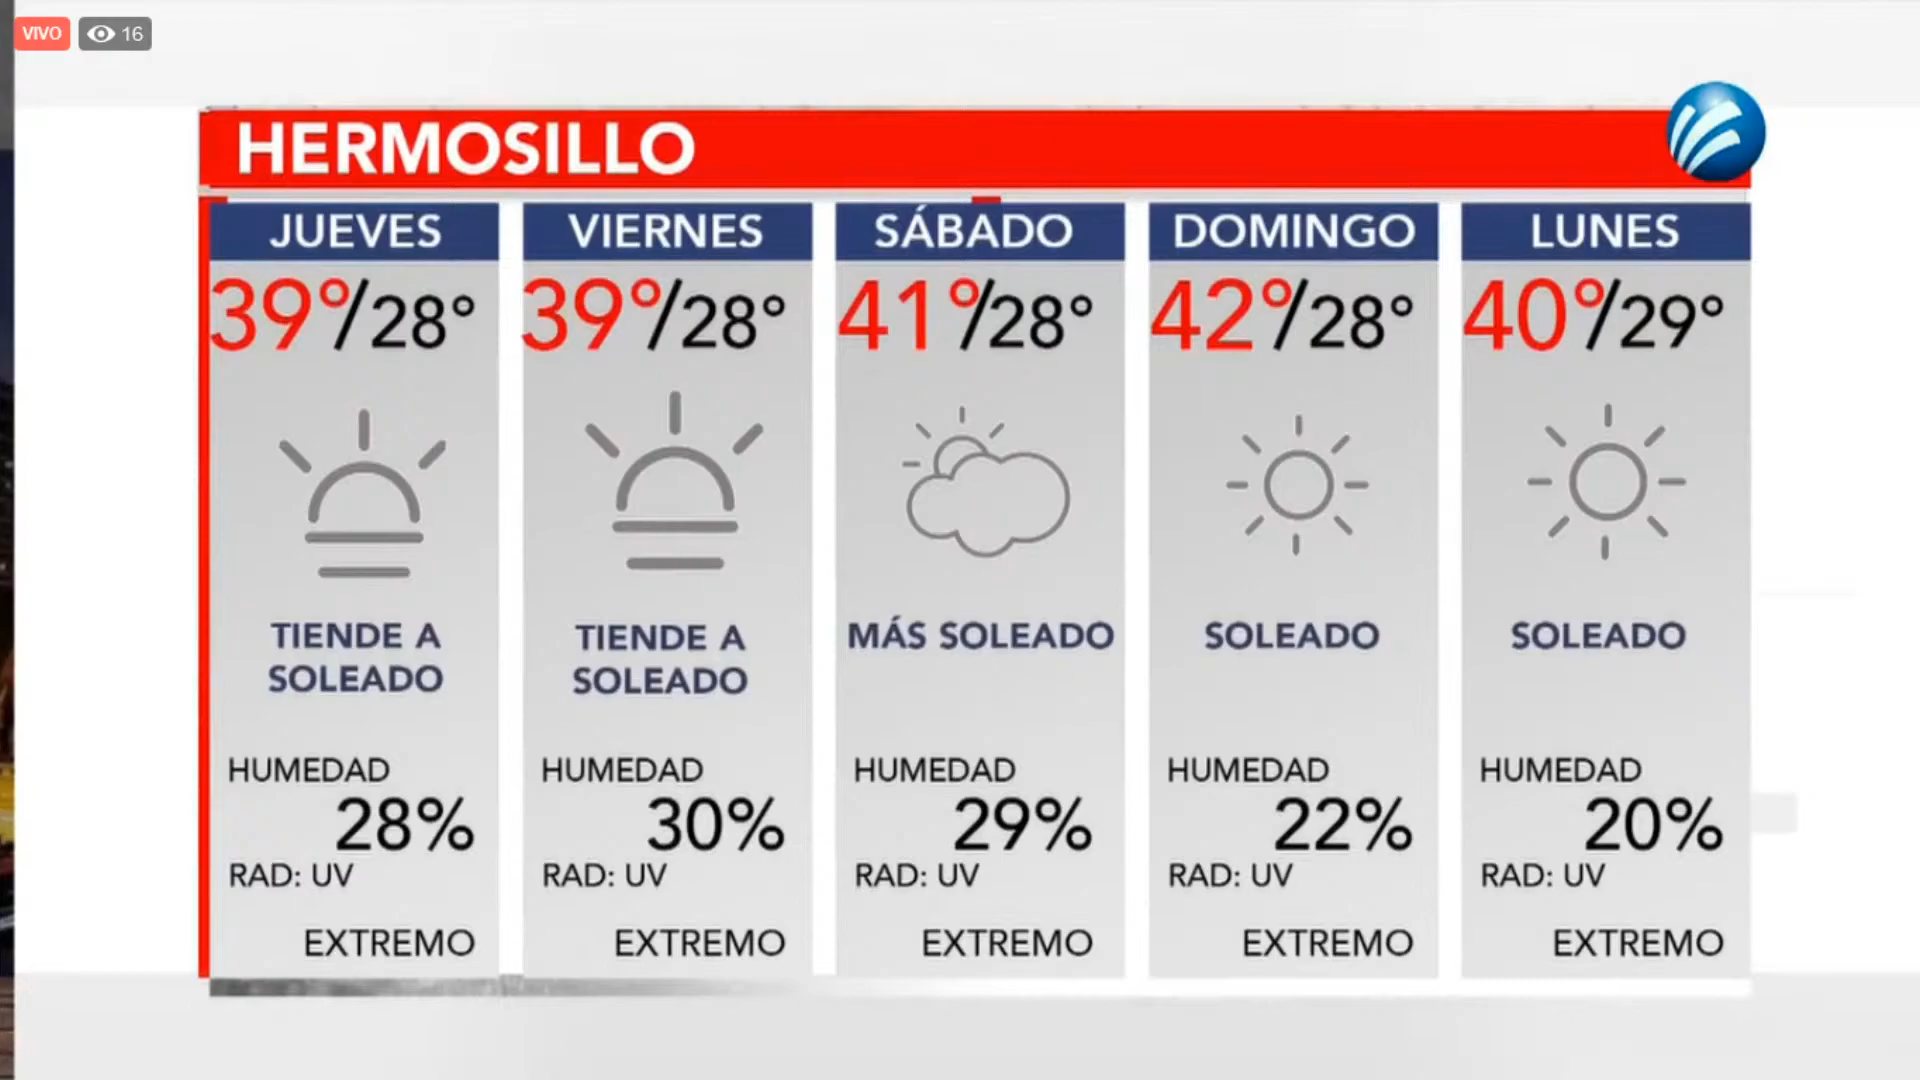 VIVO 16
HERMOSILLO
JUEVES
39°/28°
TIENDE A
SOLEADO
HUMEDAD
28%
RAD: UV
EXTREMO
VIERNES
39°/28°
TIENDE A
SOLEADO
HUMEDAD
30%
RAD: UV
EXTREMO
SÁBADO
41°/28°
MÁS SOLEADO
HUMEDAD
29%
RAD: UV
EXTREMO
DOMINGO
42°/28°
SOLEADO
HUMEDAD
22%
RAD: UV
EXTREMO
LUNES
40°/29°
SOLEADO
HUMEDAD
20%
RAD: UV
EXTREMO